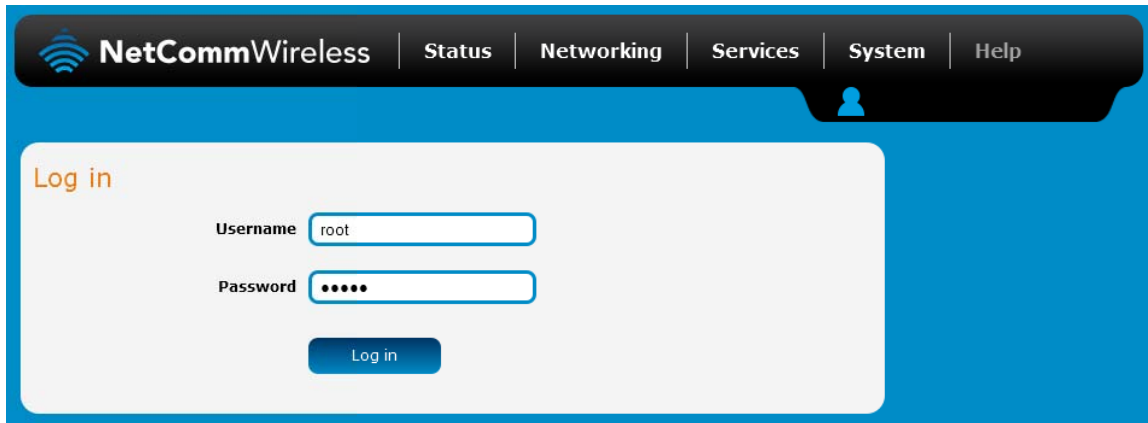 NetCommWireless Status Networking Services System Help
Log in
Username root
Password •••••
Log in